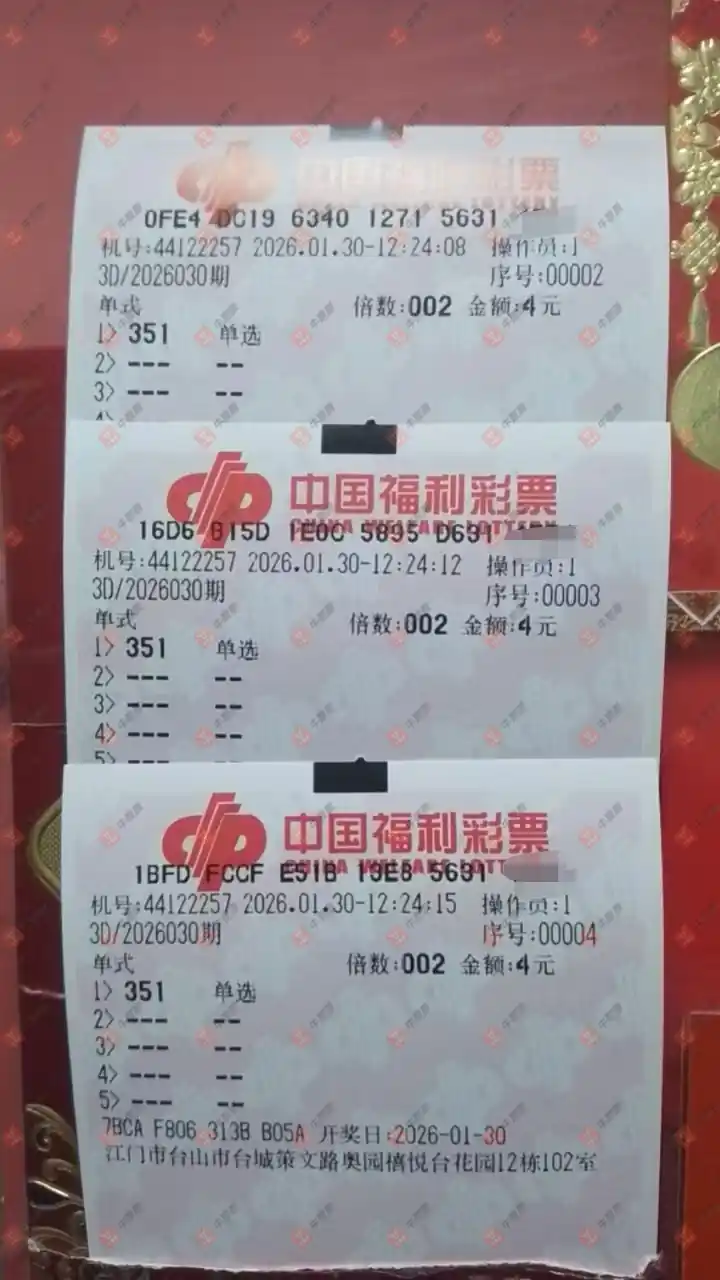 中国福利彩票
0FE4 DC19 6340 1271 5631
机号:44122257 2026.01.30-12:24:08 操作员:1
3D/2026030期 序号:00002
单式 倍数:002 金额:4元
1> 351 单选
2> --- --
3> --- --
4>
中国福利彩票
CHINA WELFARE LOTTERY
16D6 B15D 1E0C 5895 D631
机号:44122257 2026.01.30-12:24:12 操作员:1
3D/2026030期 序号:00003
单式 倍数:002 金额:4元
1> 351 单选
2> --- --
3> --- --
4> --- --
5>
中国福利彩票
CHINA WELFARE LOTT
1BFD FCCF E51B 13E8 5631
机号:44122257 2026.01.30-12:24:15 操作员:1
3D/2026030期 序号:00004
单式 倍数:002 金额:4元
1> 351 单选
2> --- --
3> --- --
4> --- --
5> --- --
7BCA F806 313B B05A 开奖日:2026-01-30
江门市台山市台城策文路奥园禧悦台花园12栋102室